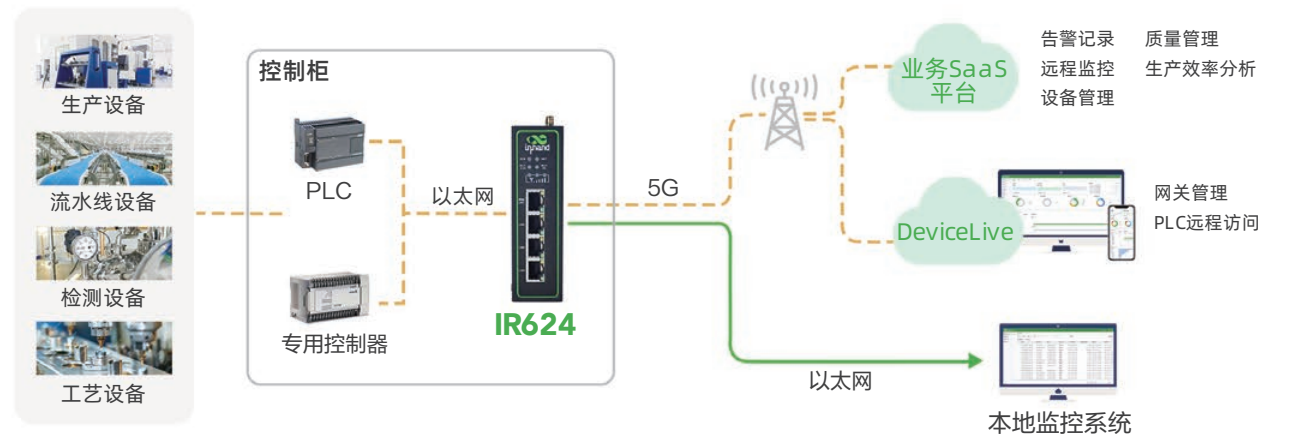 生产设备
流水线设备
检测设备
工艺设备
控制柜
PLC
专用控制器
以太网
inhand
IR624
5G
业务SaaS
平台
告警记录
质量管理
远程监控
生产效率分析
设备管理
DeviceLive
网关管理
PLC远程访问
以太网
本地监控系统